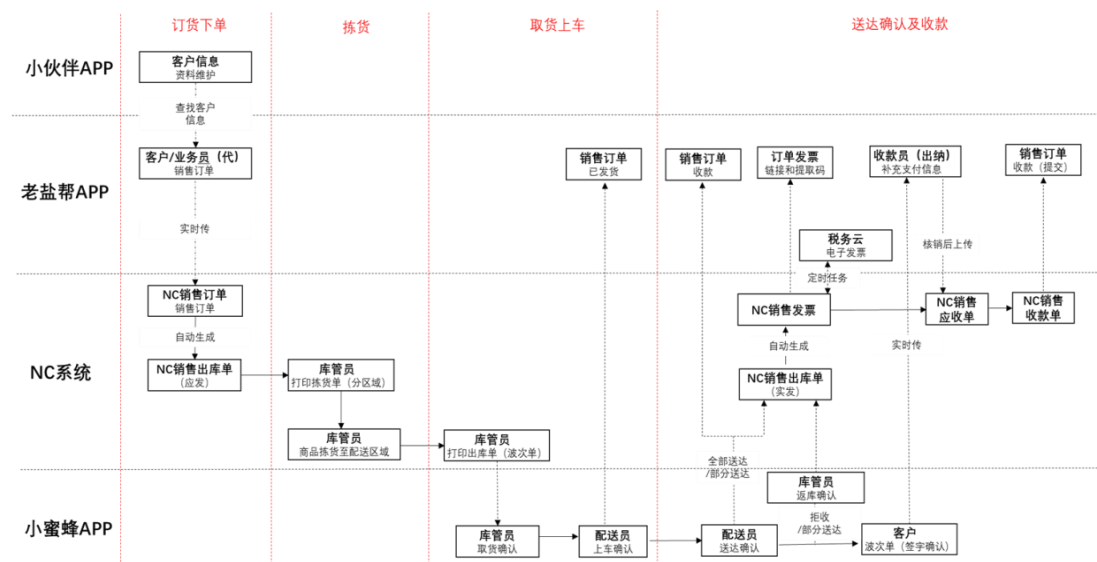 订货下单
拣货
取货上车
送达确认及收款
小伙伴APP
客户信息
资料维护
查找客户
信息
老盐帮APP
客户/业务员（代）
销售订单
销售订单
已发货
销售订单
收款
订单发票
链接和提取码
收款员（出纳）
补充支付信息
销售订单
收款（提交）
实时传
税务云
电子发票
核销后上传
定时任务
NC系统
NC销售订单
销售订单
NC销售发票
NC销售
应收单
NC销售
收款单
自动生成
自动生成
实时传
NC销售出库单
（应发）
库管员
打印拣货单（分区域）
NC销售出库单
（实发）
库管员
商品拣货至配送区域
库管员
打印出库单（波次单）
全部送达
/部分送达
小蜜蜂APP
库管员
返库确认
拒收
/部分送达
库管员
取货确认
配送员
上车确认
配送员
送达确认
客户
波次单（签字确认）